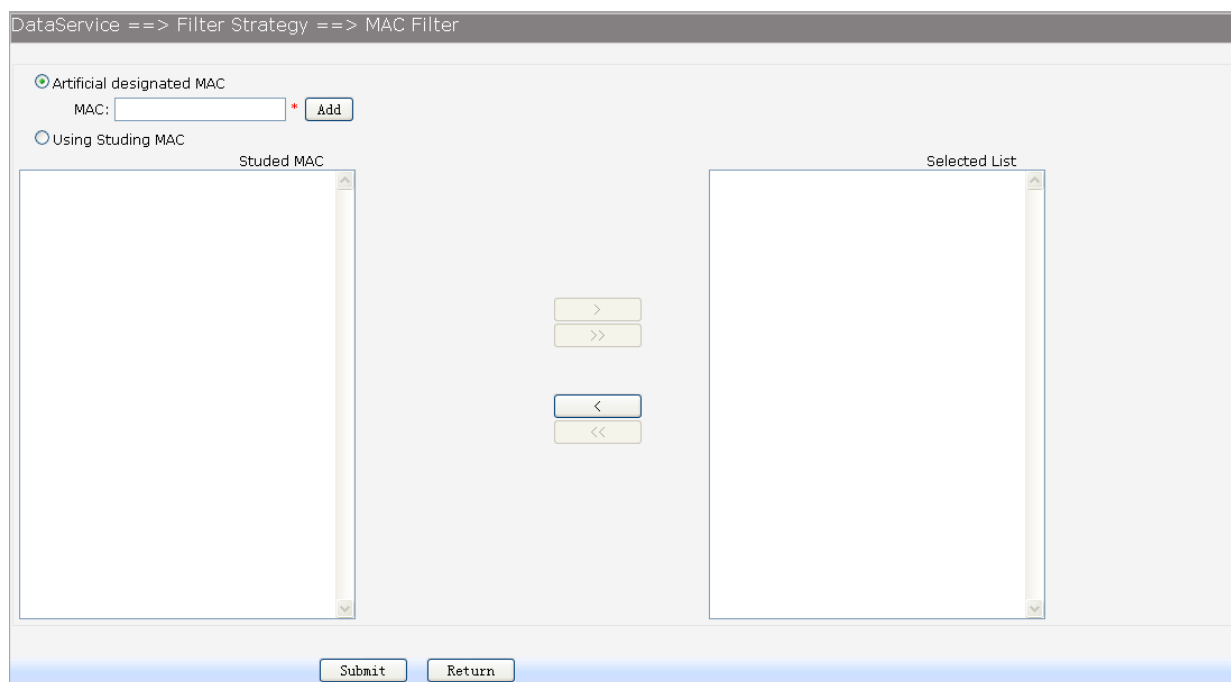 DataService ==> Filter Strategy ==> MAC Filter
Artificial designated MAC
MAC: * Add
Using Studing MAC
Studed MAC Selected List
>
>>
<
<<
Submit Return